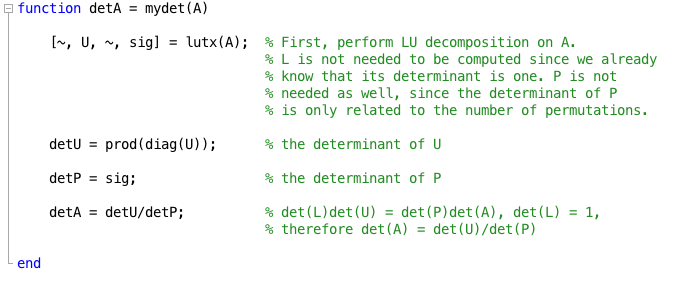 function detA = mydet(A)
[~, U, ~, sig] = lutx(A);  % First, perform LU decomposition on A.
% L is not needed to be computed since we already
% know that its determinant is one. P is not
% needed as well, since the determinant of P
% is only related to the number of permutations.
detU = prod(diag(U));      % the determinant of U
detP = sig;                % the determinant of P
detA = detU/detP;          % det(L)det(U) = det(P)det(A), det(L) = 1,
% therefore det(A) = det(U)/det(P)
end